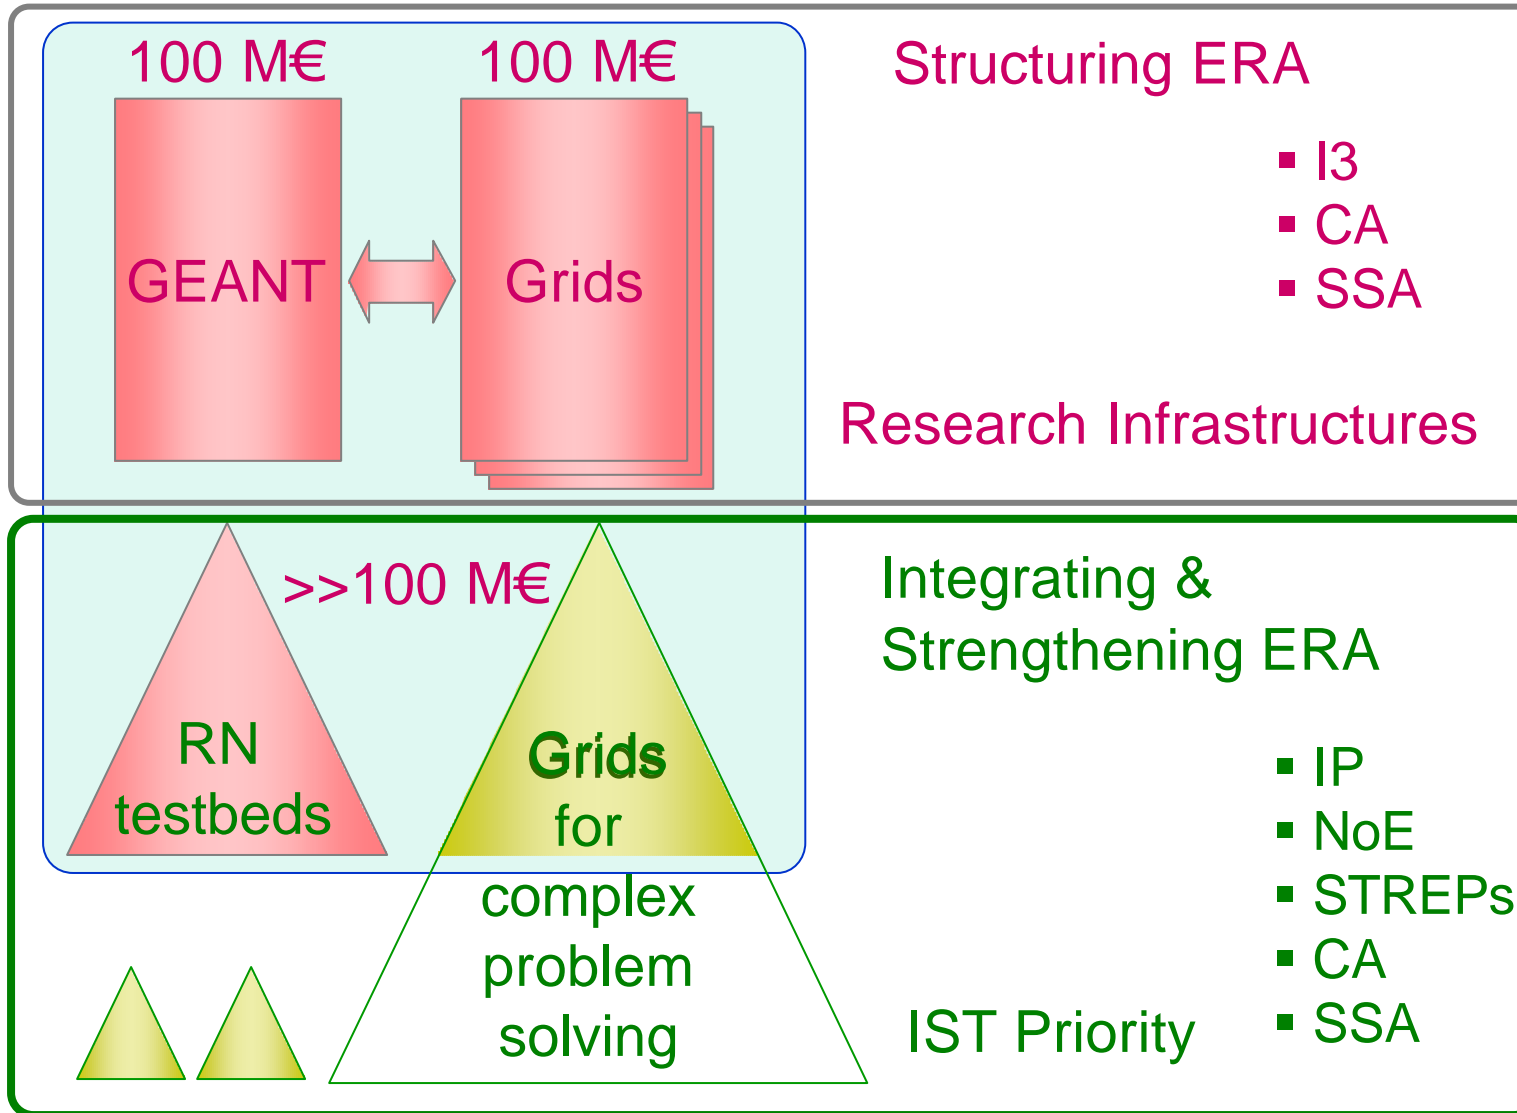 100 M€
100 M€
Structuring ERA
▪ I3
▪ CA
▪ SSA
GEANT
Grids
Research Infrastructures
>>100 M€
Integrating &
Strengthening ERA
RN
testbeds
Grids
for
complex
problem
solving
▪ IP
▪ NoE
▪ STREPs
▪ CA
▪ SSA
IST Priority